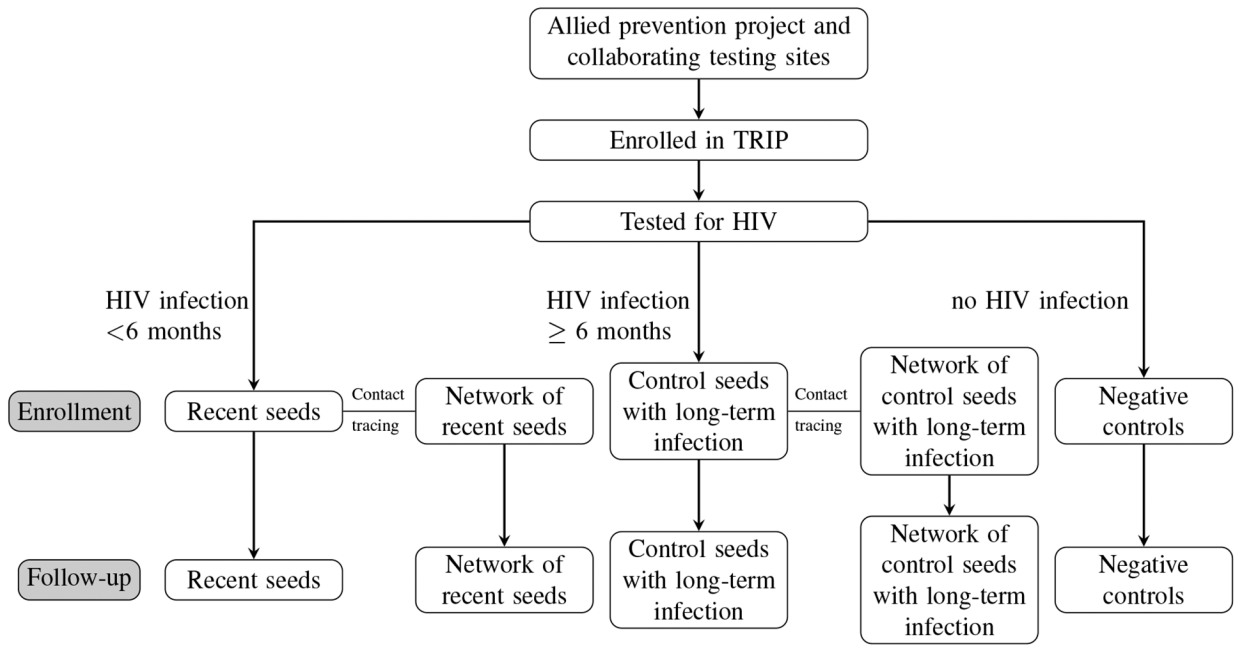 Allied prevention project and
collaborating testing sites
Enrolled in TRIP
Tested for HIV
HIV infection
<6 months
HIV infection
≥ 6 months
no HIV infection
Enrollment
Recent seeds
Contact
tracing
Network of
recent seeds
Control seeds
with long-term
infection
Contact
tracing
Network of
control seeds
with long-term
infection
Negative
controls
Follow-up
Recent seeds
Network of
recent seeds
Control seeds
with long-term
infection
Network of
control seeds
with long-term
infection
Negative
controls